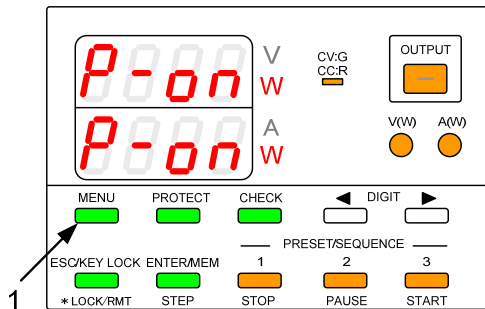 P-on V W
P-on A W
CV:G
CC:R
OUTPUT
V(W) A(W)
MENU PROTECT CHECK ◀ DIGIT ▶
PRESET/SEQUENCE
ESC/KEY LOCK ENTER/MEM 1 2 3
*LOCK/RMT STEP STOP PAUSE START
1